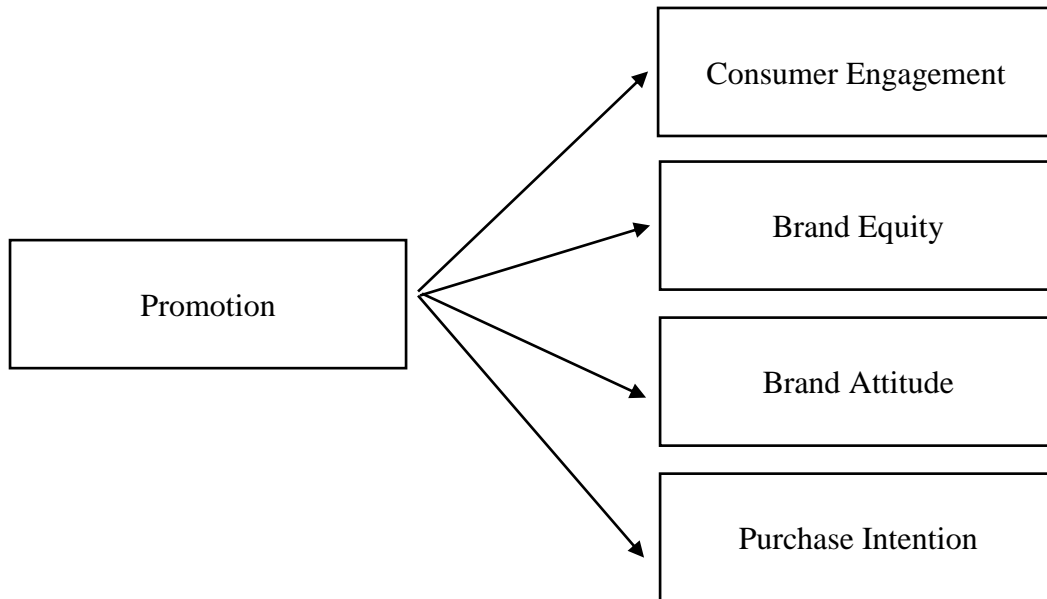 Consumer Engagement
Brand Equity
Promotion
Brand Attitude
Purchase Intention